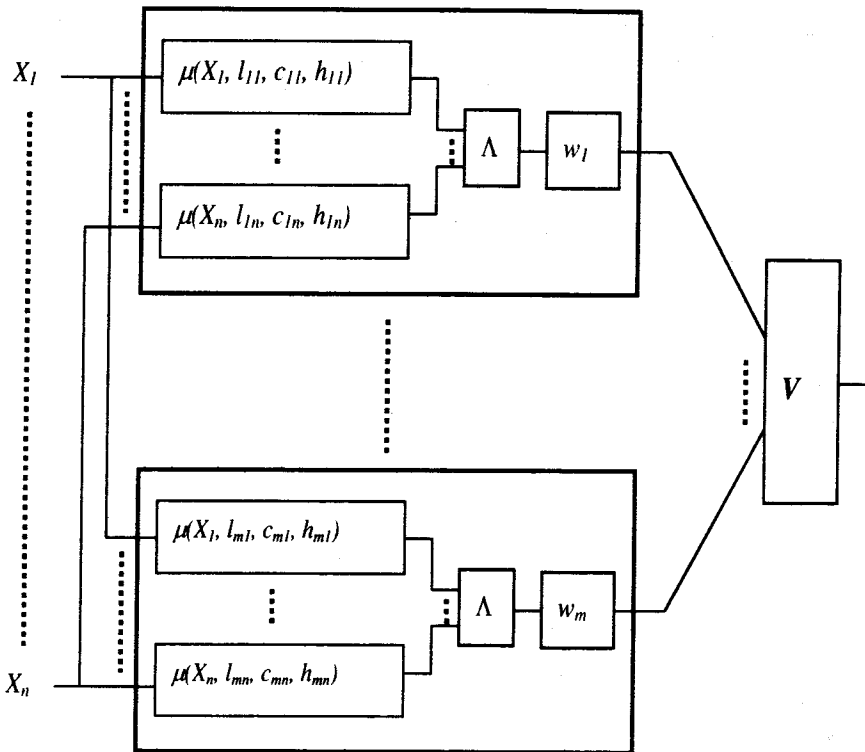 X₁
μ(X₁, l₁₁, c₁₁, h₁₁)
Λ
w₁
μ(Xₙ, l₁ₙ, c₁ₙ, h₁ₙ)
V
μ(X₁, lₘ₁, cₘ₁, hₘ₁)
Λ
wₘ
Xₙ
μ(Xₙ, lₘₙ, cₘₙ, hₘₙ)